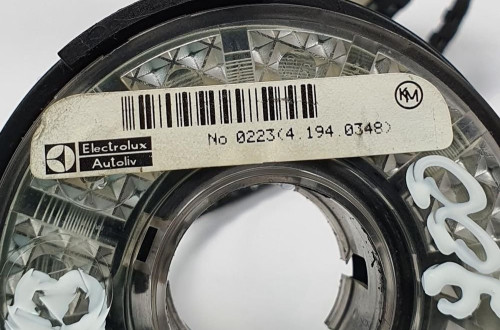 KM
No 0223(4.194.0348)
Electrolux
Autoliv